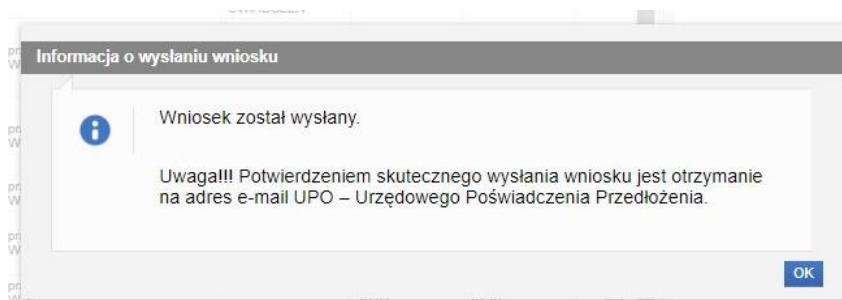 Informacja o wysłaniu wniosku
Wniosek został wysłany.
Uwaga!!! Potwierdzeniem skutecznego wysłania wniosku jest otrzymanie
na adres e-mail UPO – Urzędowego Poświadczenia Przedłożenia.
OK